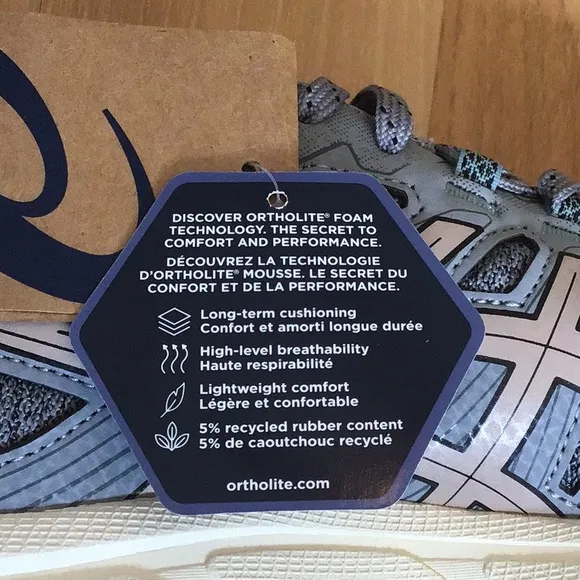 DISCOVER ORTHOLITE® FOAM
TECHNOLOGY. THE SECRET TO
COMFORT AND PERFORMANCE.
DÉCOUVREZ LA TECHNOLOGIE
D'ORTHOLITE® MOUSSE. LE SECRET DU
CONFORT ET DE LA PERFORMANCE.
Long-term cushioning
Confort et amorti longue durée
High-level breathability
Haute respirabilité
Lightweight comfort
Légère et confortable
5% recycled rubber content
5% de caoutchouc recyclé
ortholite.com